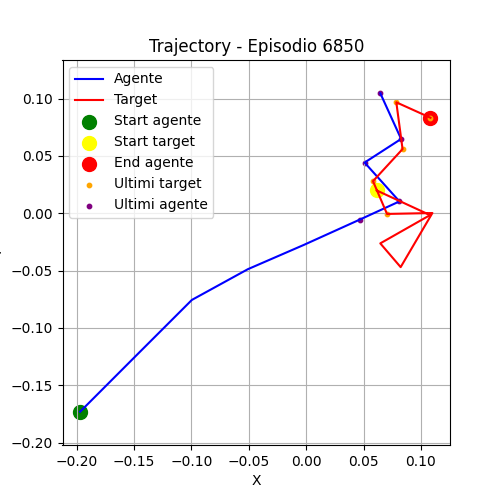 Trajectory - Episodio 6850
Agente
Target
Start agente
Start target
End agente
Ultimi target
Ultimi agente
0.10
0.05
0.00
−0.05
−0.10
−0.15
−0.20
−0.20
−0.15
−0.10
−0.05
0.00
0.05
0.10
X